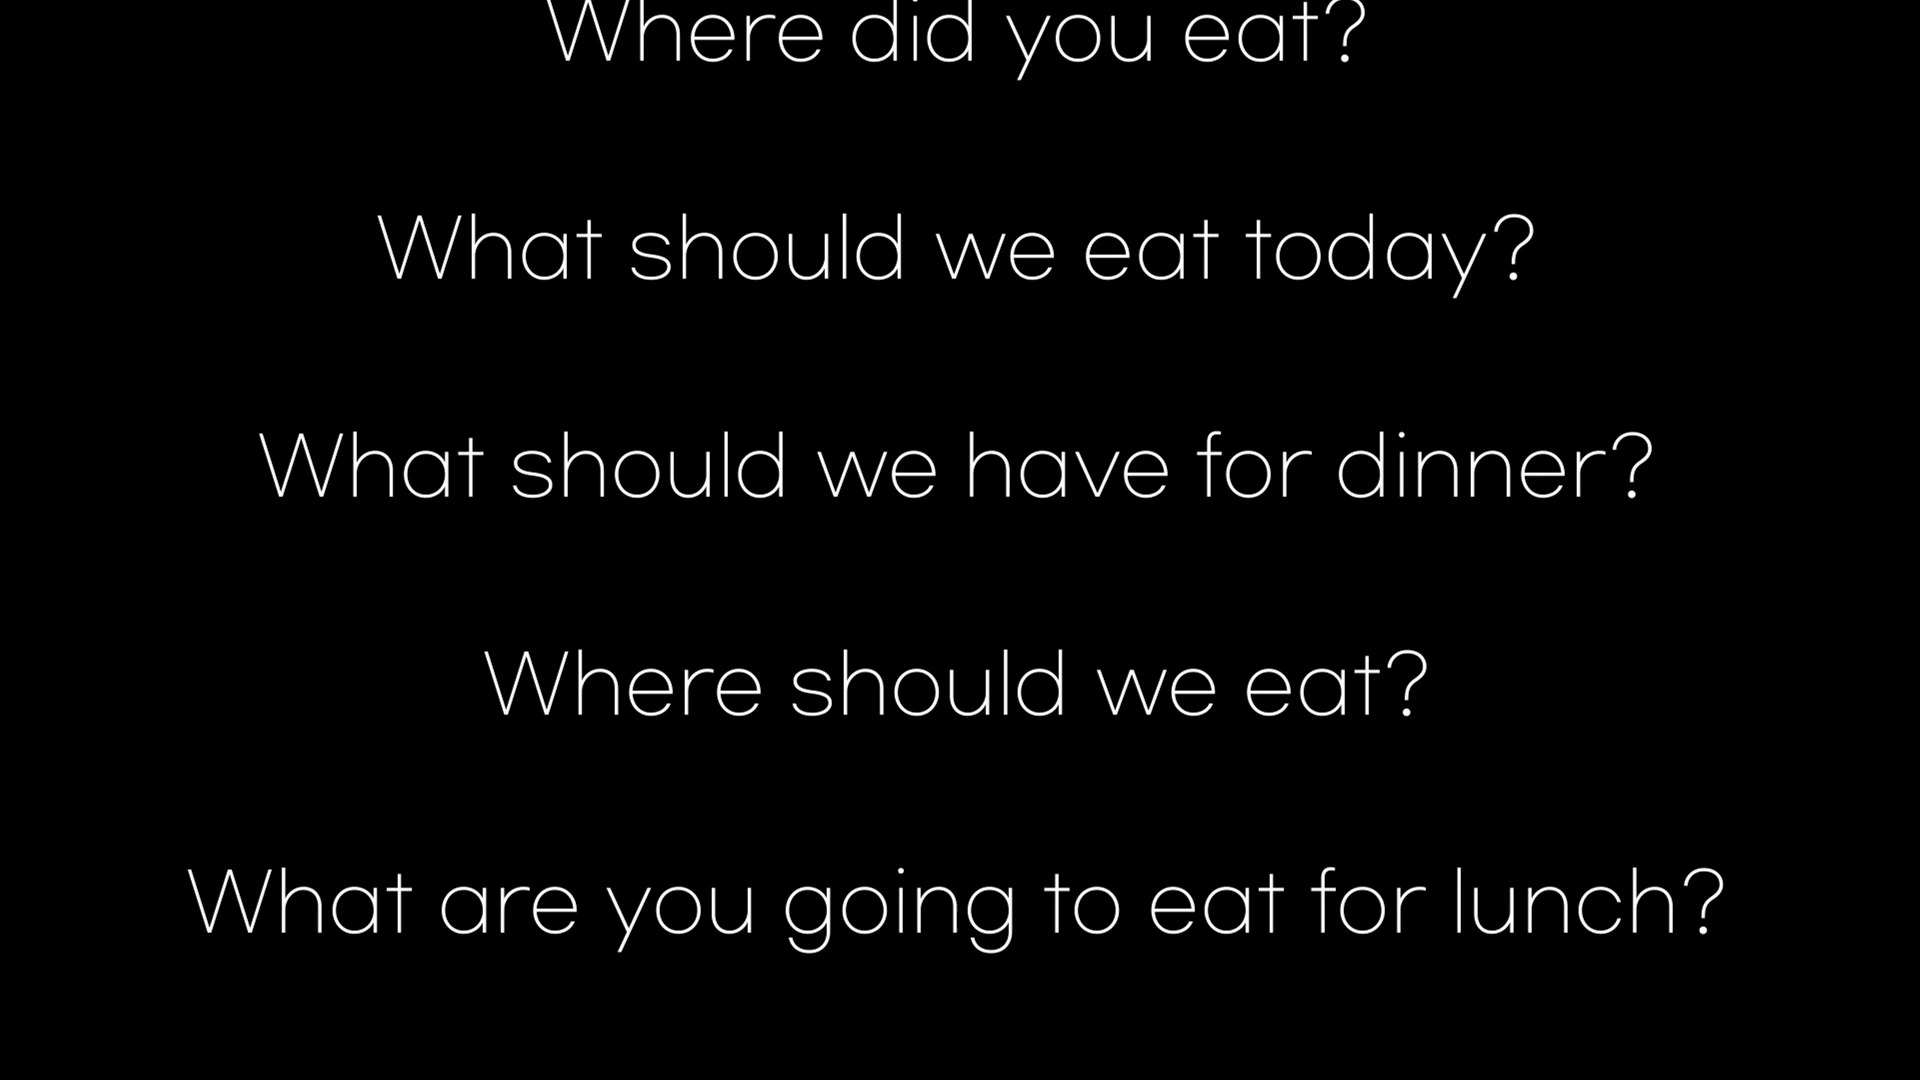 Where did you eat?
What should we eat today?
What should we have for dinner?
Where should we eat?
What are you going to eat for lunch?